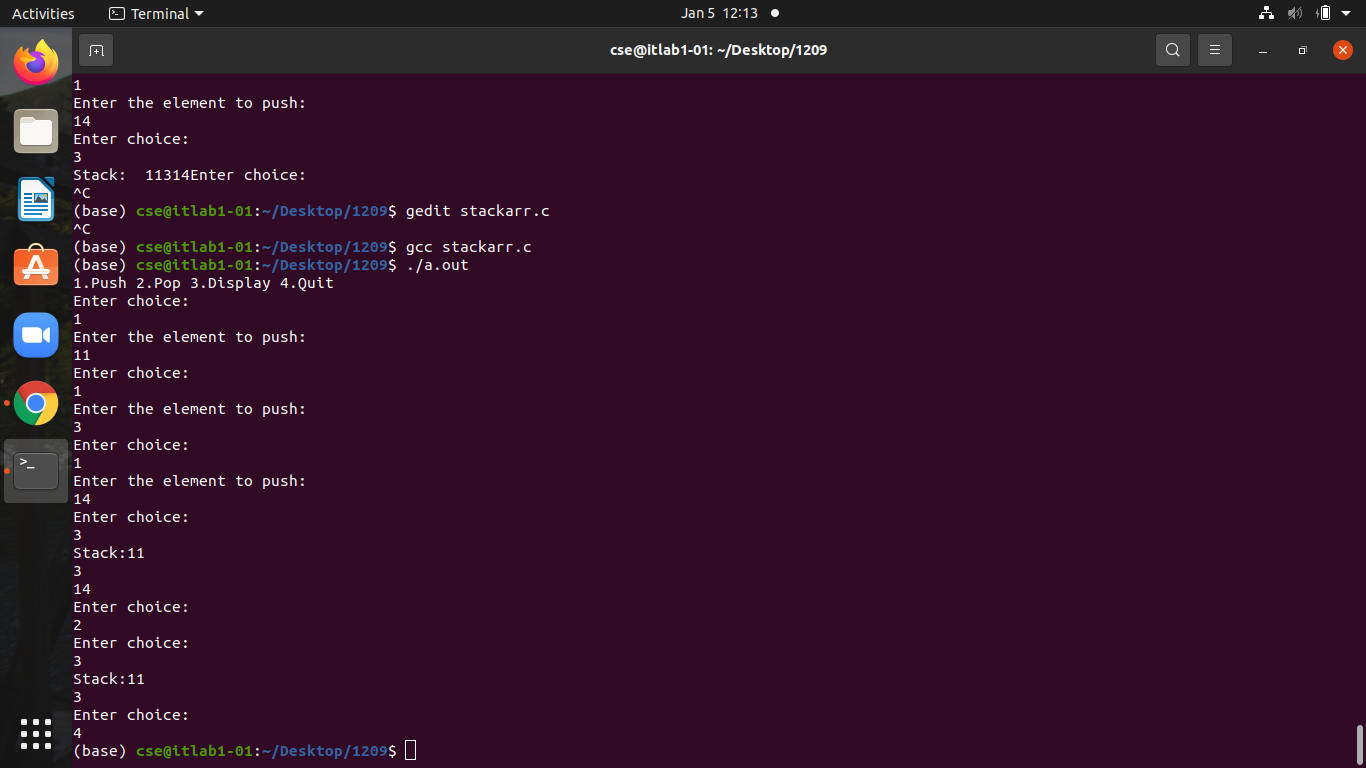 Activities Terminal Jan 5 12:13
cse@itlab1-01: ~/Desktop/1209
1
Enter the element to push:
14
Enter choice:
3
Stack:  11314Enter choice:
^C
(base) cse@itlab1-01:~/Desktop/1209$ gedit stackarr.c
^C
(base) cse@itlab1-01:~/Desktop/1209$ gcc stackarr.c
(base) cse@itlab1-01:~/Desktop/1209$ ./a.out
1.Push 2.Pop 3.Display 4.Quit
Enter choice:
1
Enter the element to push:
11
Enter choice:
1
Enter the element to push:
3
Enter choice:
1
Enter the element to push:
14
Enter choice:
3
Stack:11
3
14
Enter choice:
2
Enter choice:
3
Stack:11
3
Enter choice:
4
(base) cse@itlab1-01:~/Desktop/1209$